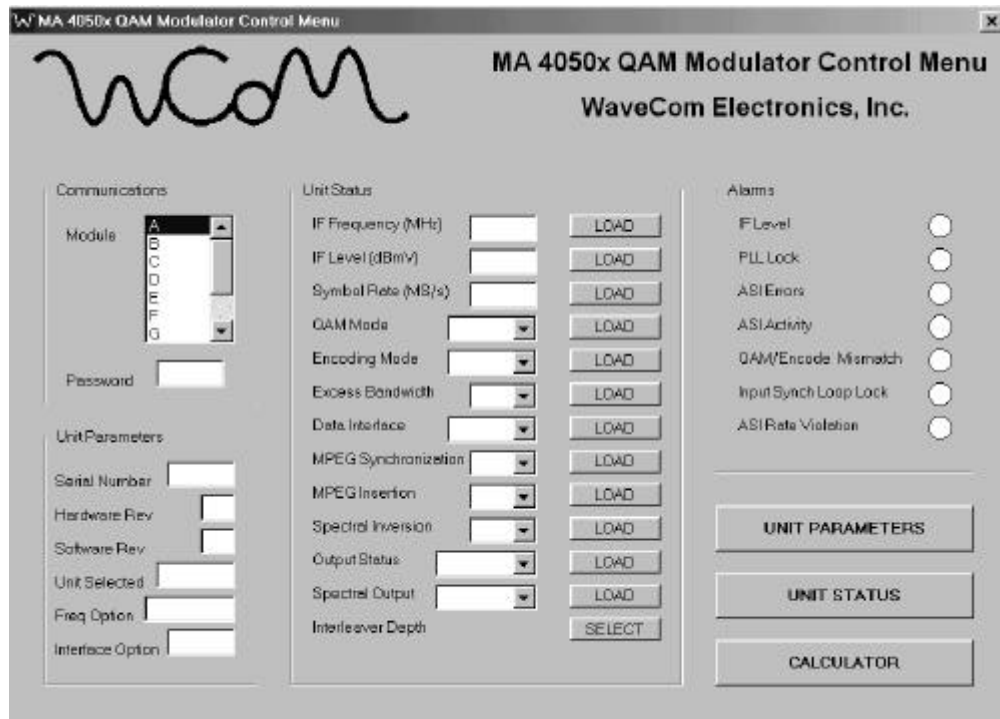 MA 4050x QAM Modulator Control Menu
WCoM
MA 4050x QAM Modulator Control Menu
WaveCom Electronics, Inc.
Communications
Module
A
B
C
D
E
F
G
Password
Unit Parameters
Serial Number
Hardware Rev
Software Rev
Unit Selected
Freq Option
Interface Option
Unit Status
IF Frequency (MHz) LOAD
IF Level (dBmV) LOAD
Symbol Rate (MS/s) LOAD
QAM Mode LOAD
Encoding Mode LOAD
Excess Bandwidth LOAD
Data Interface LOAD
MPEG Synchronization LOAD
MPEG Insertion LOAD
Spectral Inversion LOAD
Output Status LOAD
Spectral Output LOAD
Interleaver Depth SELECT
Alarms
IF Level
PLL Lock
ASI Errors
ASI Activity
QAM/Encode Mismatch
Input Synch Loop Lock
ASI Rate Violation
UNIT PARAMETERS
UNIT STATUS
CALCULATOR